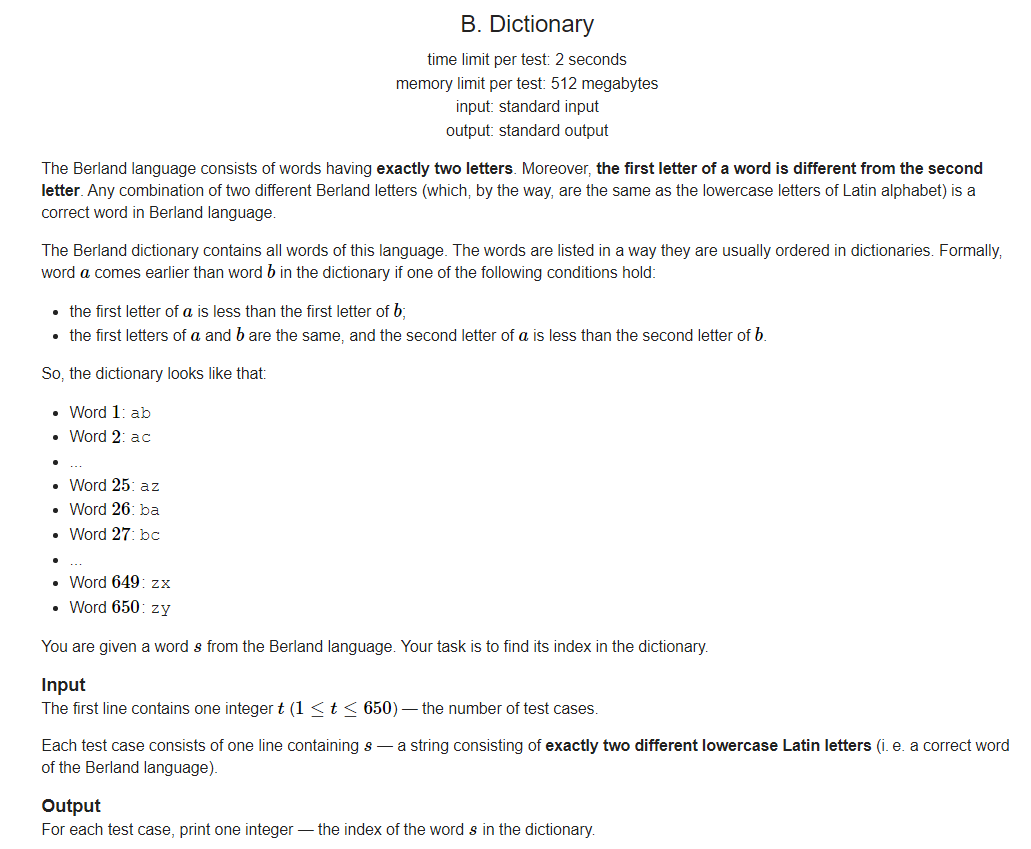 B. Dictionary
time limit per test: 2 seconds
memory limit per test: 512 megabytes
input: standard input
output: standard output
The Berland language consists of words having exactly two letters. Moreover, the first letter of a word is different from the second
letter. Any combination of two different Berland letters (which, by the way, are the same as the lowercase letters of Latin alphabet) is a
correct word in Berland language.
The Berland dictionary contains all words of this language. The words are listed in a way they are usually ordered in dictionaries. Formally,
word a comes earlier than word b in the dictionary if one of the following conditions hold:
• the first letter of a is less than the first letter of b;
• the first letters of a and b are the same, and the second letter of a is less than the second letter of b.
So, the dictionary looks like that:
• Word 1: ab
• Word 2: ac
• ...
• Word 25: az
• Word 26: ba
• Word 27: bc
• ...
• Word 649: zx
• Word 650: zy
You are given a word s from the Berland language. Your task is to find its index in the dictionary.
Input
The first line contains one integer t (1 ≤ t ≤ 650) — the number of test cases.
Each test case consists of one line containing s — a string consisting of exactly two different lowercase Latin letters (i. e. a correct word
of the Berland language).
Output
For each test case, print one integer — the index of the word s in the dictionary.